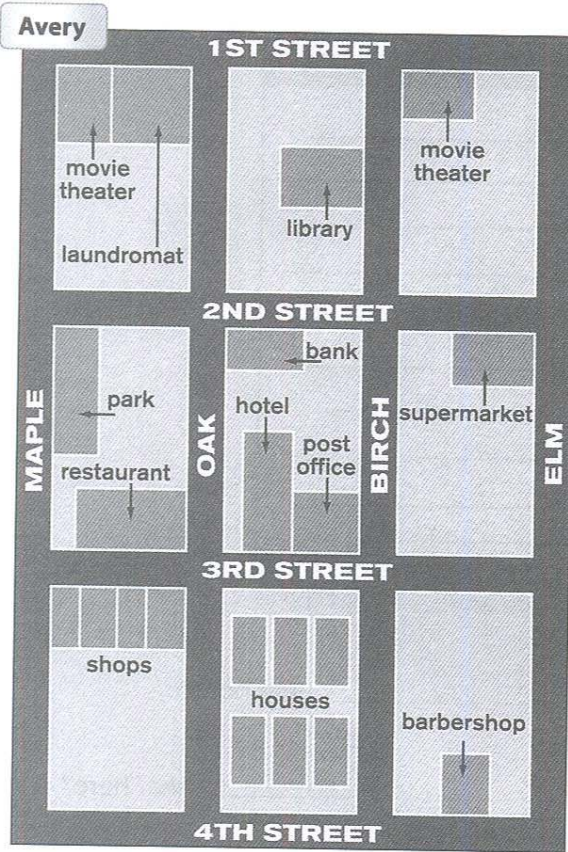 Avery
1ST STREET
movie
theater
laundromat
library
movie
theater
2ND STREET
MAPLE
park
restaurant
OAK
bank
hotel
post
office
BIRCH
supermarket
ELM
3RD STREET
shops
houses
barbershop
4TH STREET